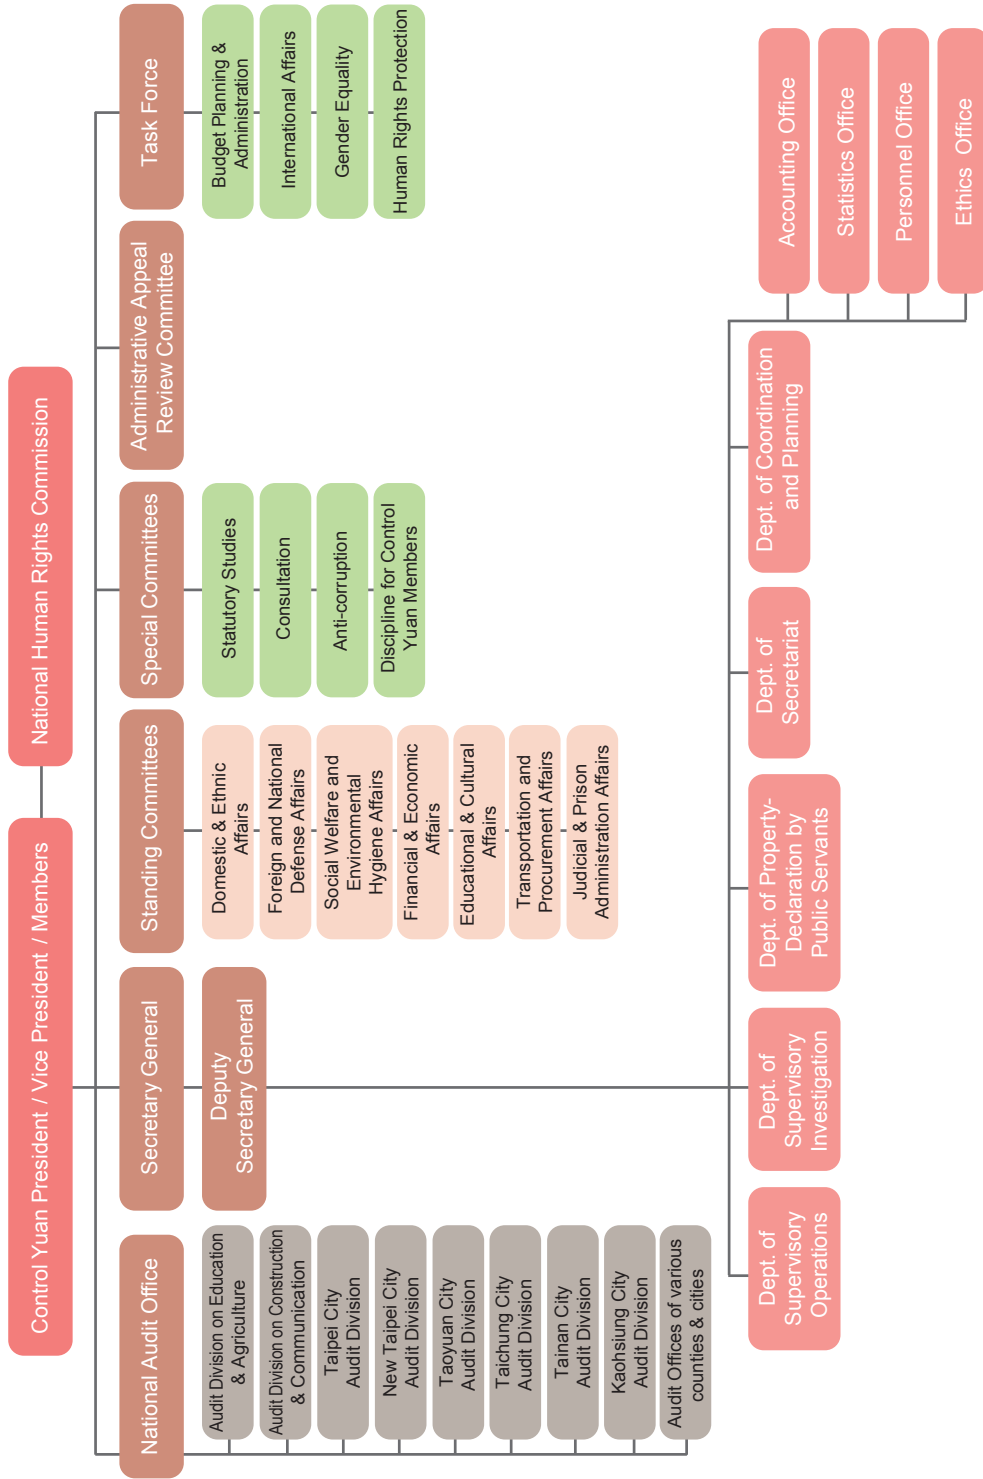 Control Yuan President / Vice President / Members
National Human Rights Commission
National Audit Office
Secretary General
Standing Committees
Special Committees
Administrative Appeal
Review Committee
Task Force
Audit Division on Education
& Agriculture
Audit Division on Construction
& Communication
Taipei City
Audit Division
New Taipei City
Audit Division
Taoyuan City
Audit Division
Taichung City
Audit Division
Tainan City
Audit Division
Kaohsiung City
Audit Division
Audit Offices of various
counties & cities
Deputy
Secretary General
Domestic & Ethnic
Affairs
Foreign and National
Defense Affairs
Social Welfare and
Environmental
Hygiene Affairs
Financial & Economic
Affairs
Educational & Cultural
Affairs
Transportation and
Procurement Affairs
Judicial & Prison
Administration Affairs
Statutory Studies
Consultation
Anti-corruption
Discipline for Control
Yuan Members
Budget Planning &
Administration
International Affairs
Gender Equality
Human Rights Protection
Dept. of
Supervisory
Operations
Dept. of
Supervisory
Investigation
Dept. of Property-
Declaration by
Public Servants
Dept. of
Secretariat
Dept. of Coordination
and Planning
Accounting Office
Statistics Office
Personnel Office
Ethics Office